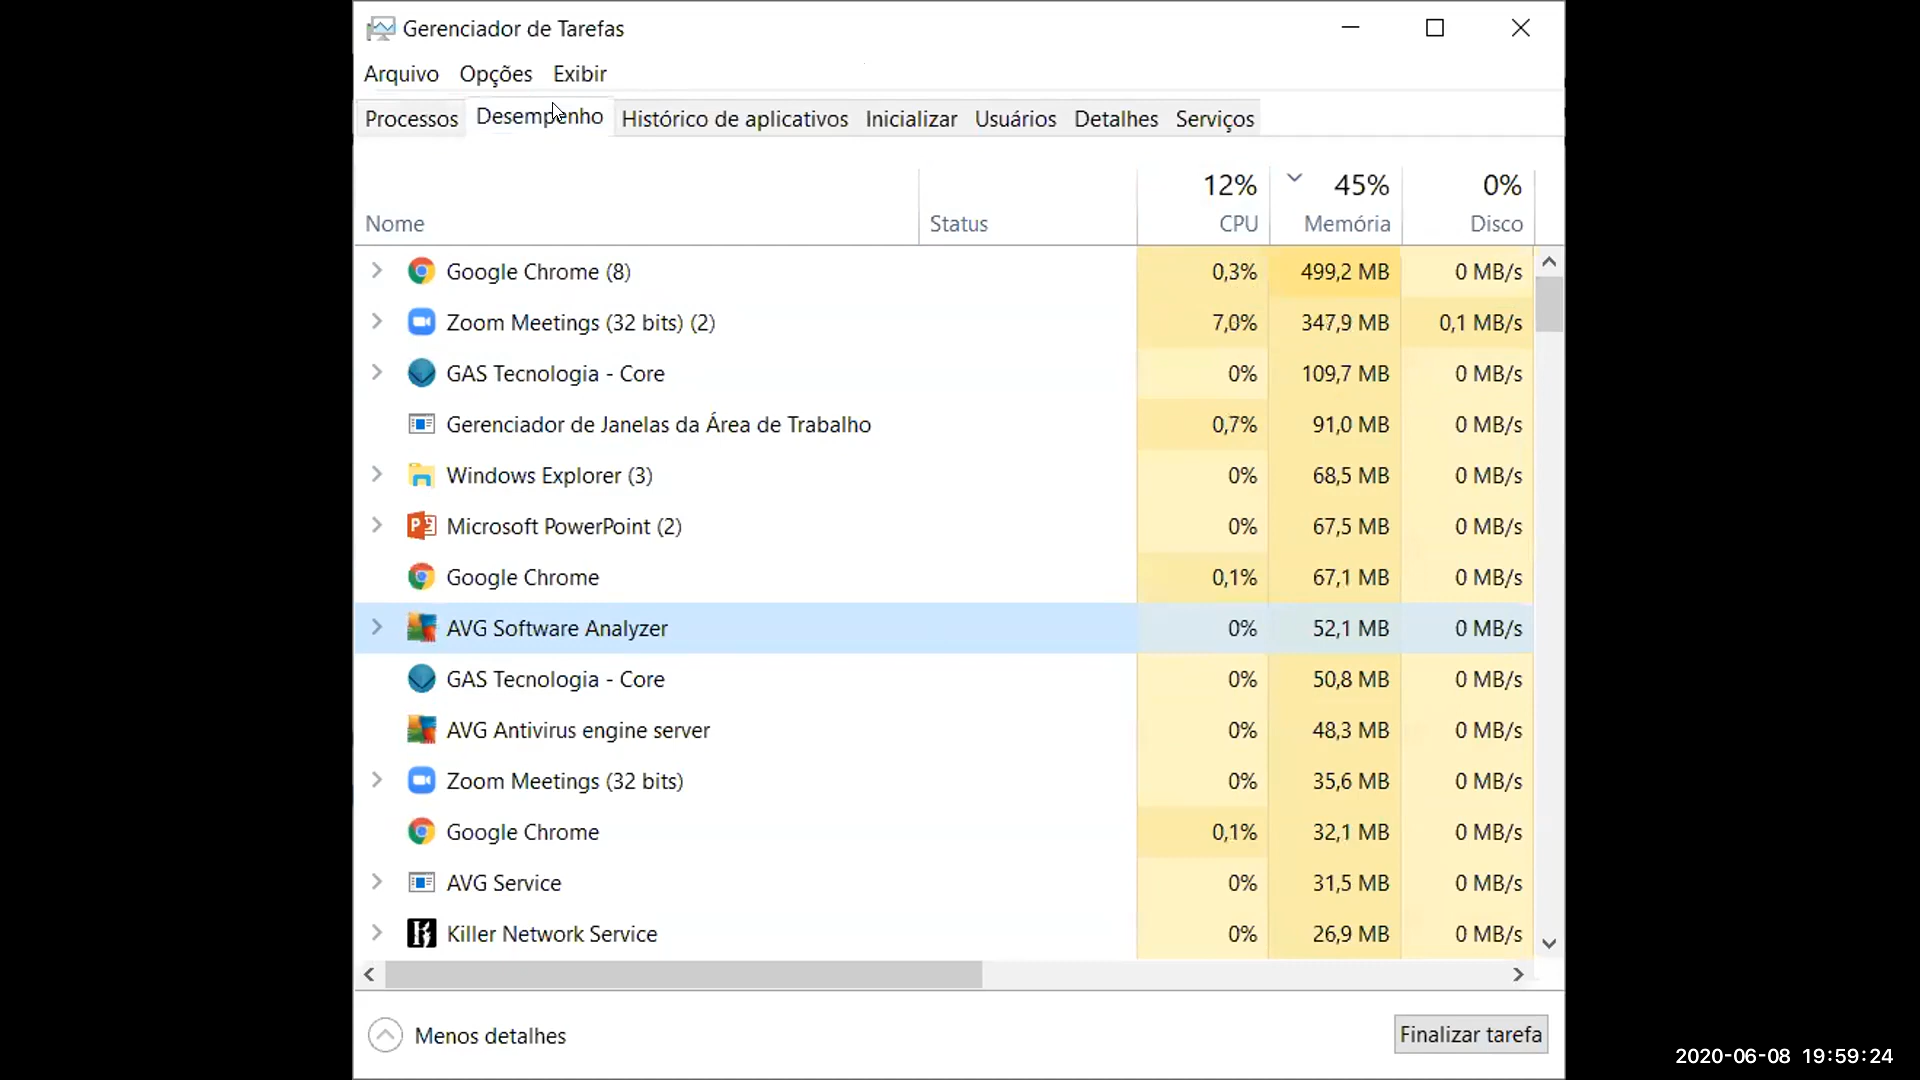 Gerenciador de Tarefas
Arquivo Opções Exibir
Processos Desempenho Histórico de aplicativos Inicializar Usuários Detalhes Serviços
12% 45% 0%
Nome Status CPU Memória Disco
Google Chrome (8) 0,3% 499,2 MB 0 MB/s
Zoom Meetings (32 bits) (2) 7,0% 347,9 MB 0,1 MB/s
GAS Tecnologia - Core 0% 109,7 MB 0 MB/s
Gerenciador de Janelas da Área de Trabalho 0,7% 91,0 MB 0 MB/s
Windows Explorer (3) 0% 68,5 MB 0 MB/s
Microsoft PowerPoint (2) 0% 67,5 MB 0 MB/s
Google Chrome 0,1% 67,1 MB 0 MB/s
AVG Software Analyzer 0% 52,1 MB 0 MB/s
GAS Tecnologia - Core 0% 50,8 MB 0 MB/s
AVG Antivirus engine server 0% 48,3 MB 0 MB/s
Zoom Meetings (32 bits) 0% 35,6 MB 0 MB/s
Google Chrome 0,1% 32,1 MB 0 MB/s
AVG Service 0% 31,5 MB 0 MB/s
Killer Network Service 0% 26,9 MB 0 MB/s
Menos detalhes Finalizar tarefa
2020-06-08 19:59:24